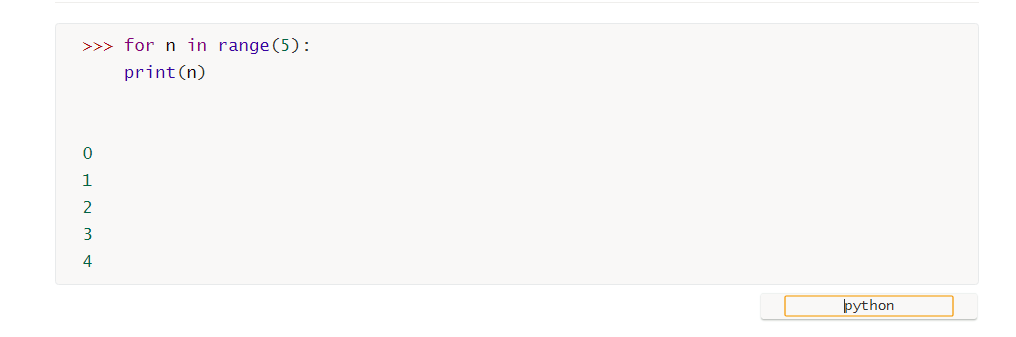 >>> for n in range(5):
    print(n)
0
1
2
3
4
python